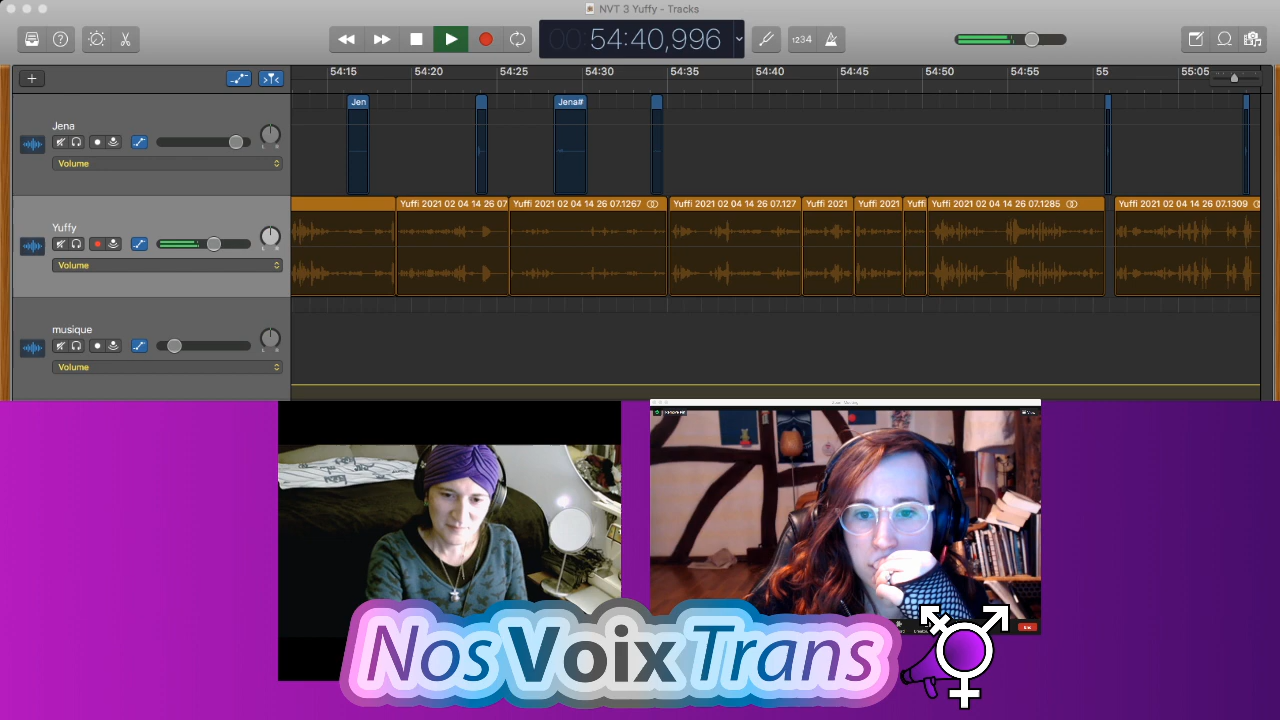 NVT 3 Yuffy - Tracks
00:54:40,996
1234
54:15 54:20 54:25 54:30 54:35 54:40 54:45 54:50 54:55 55 55:05
Jen Jena#
Jena
Volume
Yuffi 2021 02 04 14 26 07 Yuffi 2021 02 04 14 26 07.1267 Yuffi 2021 02 04 14 26 07.127 Yuffi 2021 Yuffi 2021 Yuffi Yuffi 2021 02 04 14 26 07.1285 Yuffi 2021 02 04 14 26 07.1309
Yuffy
Volume
musique
Volume
Nos Voix Trans